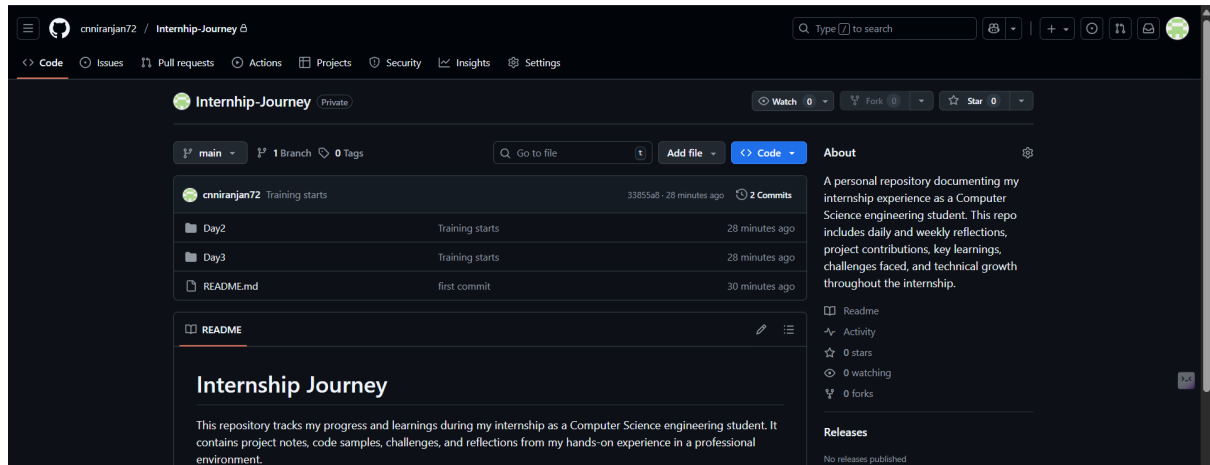 cnniranjan72 / Internhip-Journey
Type / to search
Code Issues Pull requests Actions Projects Security Insights Settings
Internhip-Journey Private
Watch 0 Fork 0 Star 0
main 1 Branch 0 Tags Go to file t Add file Code
cnniranjan72 Training starts 33855a8 · 28 minutes ago 2 Commits
Day2 Training starts 28 minutes ago
Day3 Training starts 28 minutes ago
README.md first commit 30 minutes ago
README
Internship Journey
This repository tracks my progress and learnings during my internship as a Computer Science engineering student. It
contains project notes, code samples, challenges, and reflections from my hands-on experience in a professional
environment.
About
A personal repository documenting my
internship experience as a Computer
Science engineering student. This repo
includes daily and weekly reflections,
project contributions, key learnings,
challenges faced, and technical growth
throughout the internship.
Readme
Activity
0 stars
0 watching
0 forks
Releases
No releases published